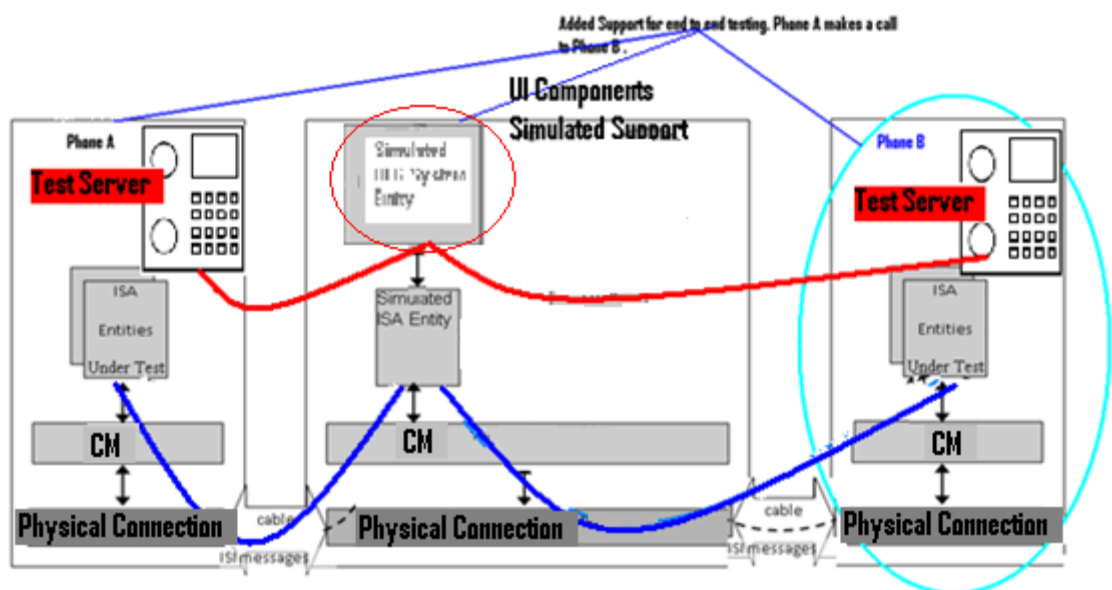 Added Support for end to end testing. Phone A makes a call
to Phone B .
UI Components
Simulated Support
Phone A
Test Server
Simulated
System
Entity
Phone B
Test Server
ISA
Entities
Under Test
Simulated
ISA Entity
ISA
Entities
Under Test
CM
CM
CM
Physical Connection
cable
ISI messages
Physical Connection
cable
ISI messages
Physical Connection